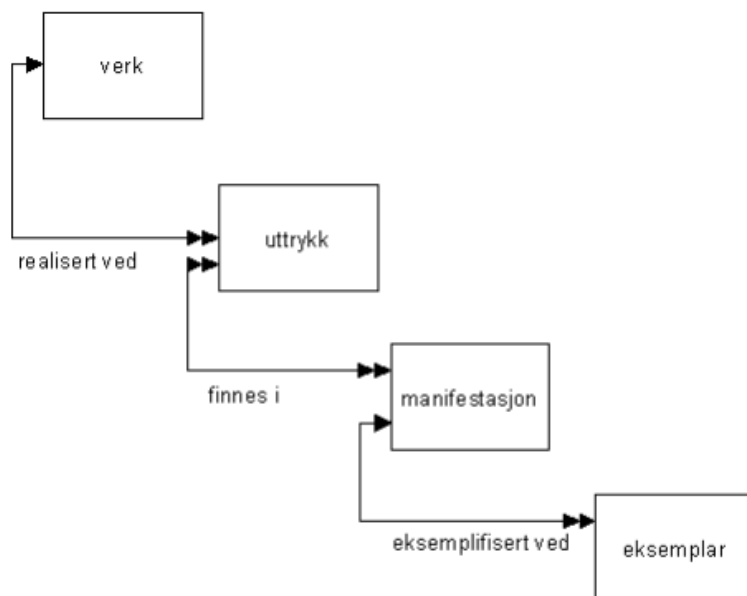 verk
uttrykk
realisert ved
manifestasjon
finnes i
eksemplifisert ved
eksemplar